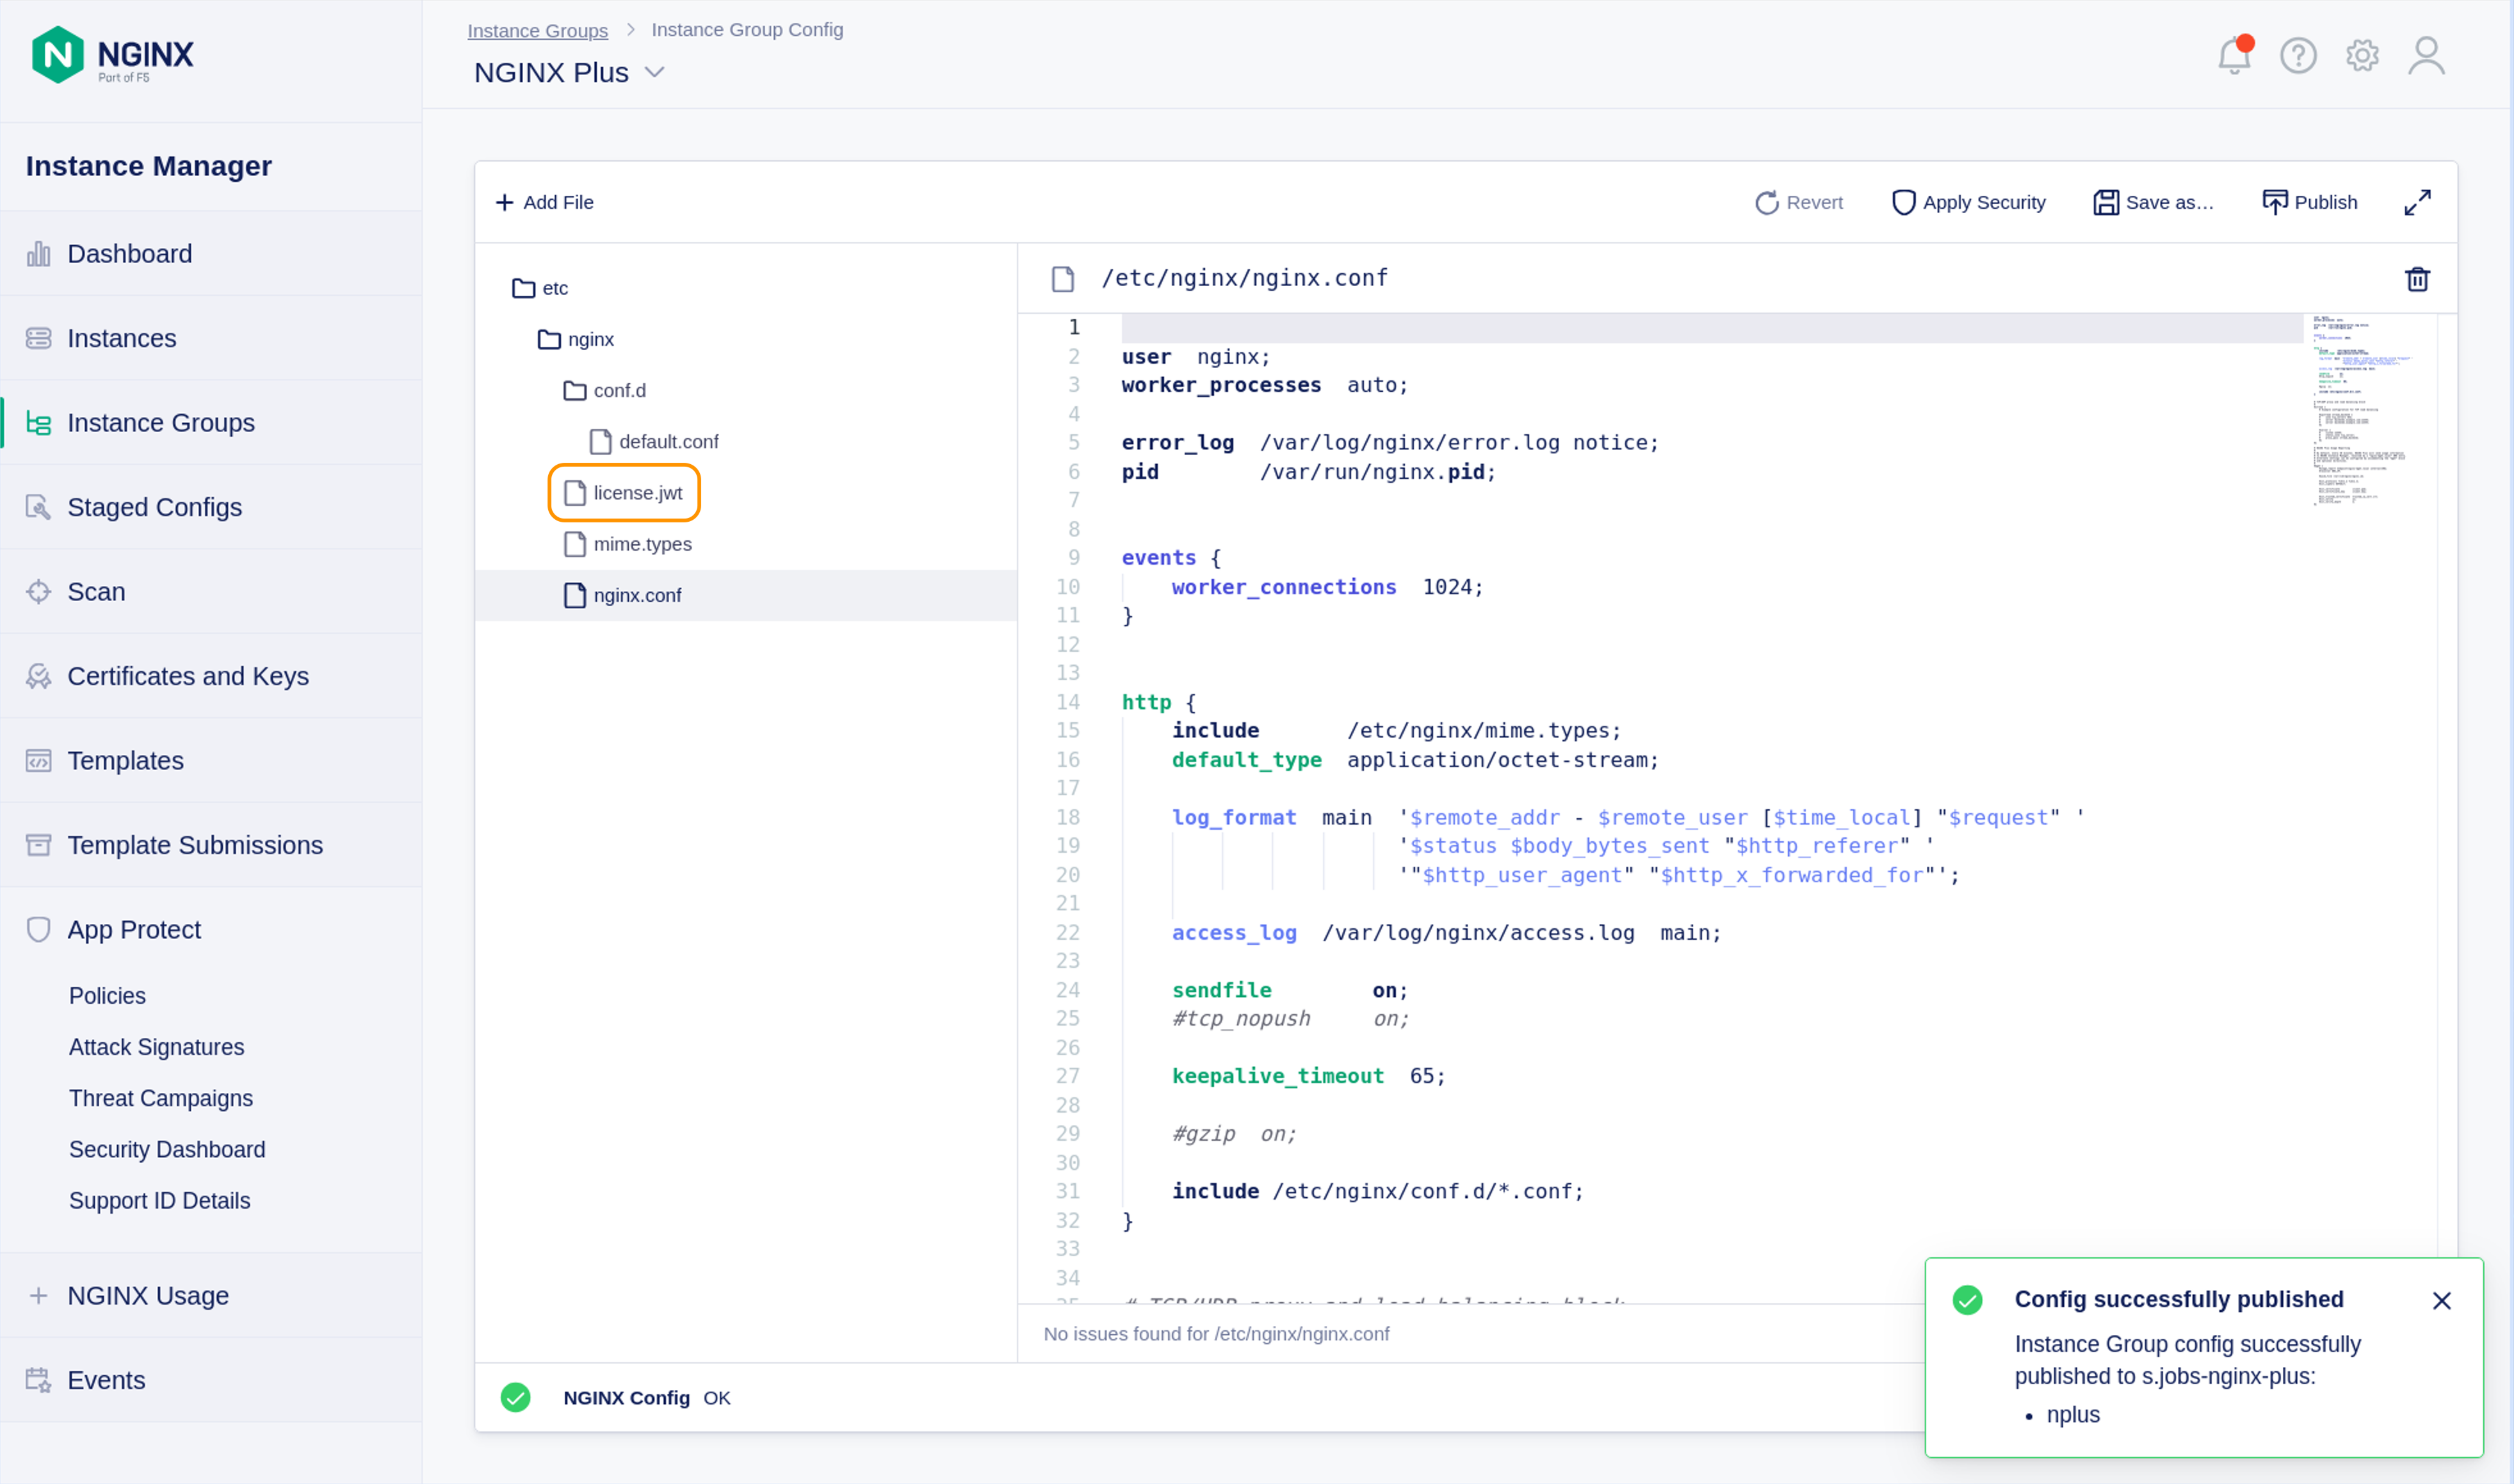 NGINX
Part of F5
Instance Groups > Instance Group Config
NGINX Plus
Instance Manager
Dashboard
Instances
Instance Groups
Staged Configs
Scan
Certificates and Keys
Templates
Template Submissions
App Protect
Policies
Attack Signatures
Threat Campaigns
Security Dashboard
Support ID Details
NGINX Usage
Events
Add File
Revert
Apply Security
Save as...
Publish
etc
nginx
conf.d
default.conf
license.jwt
mime.types
nginx.conf
/etc/nginx/nginx.conf
1
2 user  nginx;
3 worker_processes  auto;
4
5 error_log  /var/log/nginx/error.log notice;
6 pid        /var/run/nginx.pid;
7
8
9 events {
10     worker_connections  1024;
11 }
12
13
14 http {
15     include       /etc/nginx/mime.types;
16     default_type  application/octet-stream;
17
18     log_format  main  '$remote_addr - $remote_user [$time_local] "$request" '
19                       '$status $body_bytes_sent "$http_referer" '
20                       '"$http_user_agent" "$http_x_forwarded_for"';
21
22     access_log  /var/log/nginx/access.log  main;
23
24     sendfile        on;
25     #tcp_nopush     on;
26
27     keepalive_timeout  65;
28
29     #gzip  on;
30
31     include /etc/nginx/conf.d/*.conf;
32 }
33
34
35 # TCP/UDP proxy and load balancing block
No issues found for /etc/nginx/nginx.conf
NGINX Config OK
Config successfully published
Instance Group config successfully
published to s.jobs-nginx-plus:
• nplus